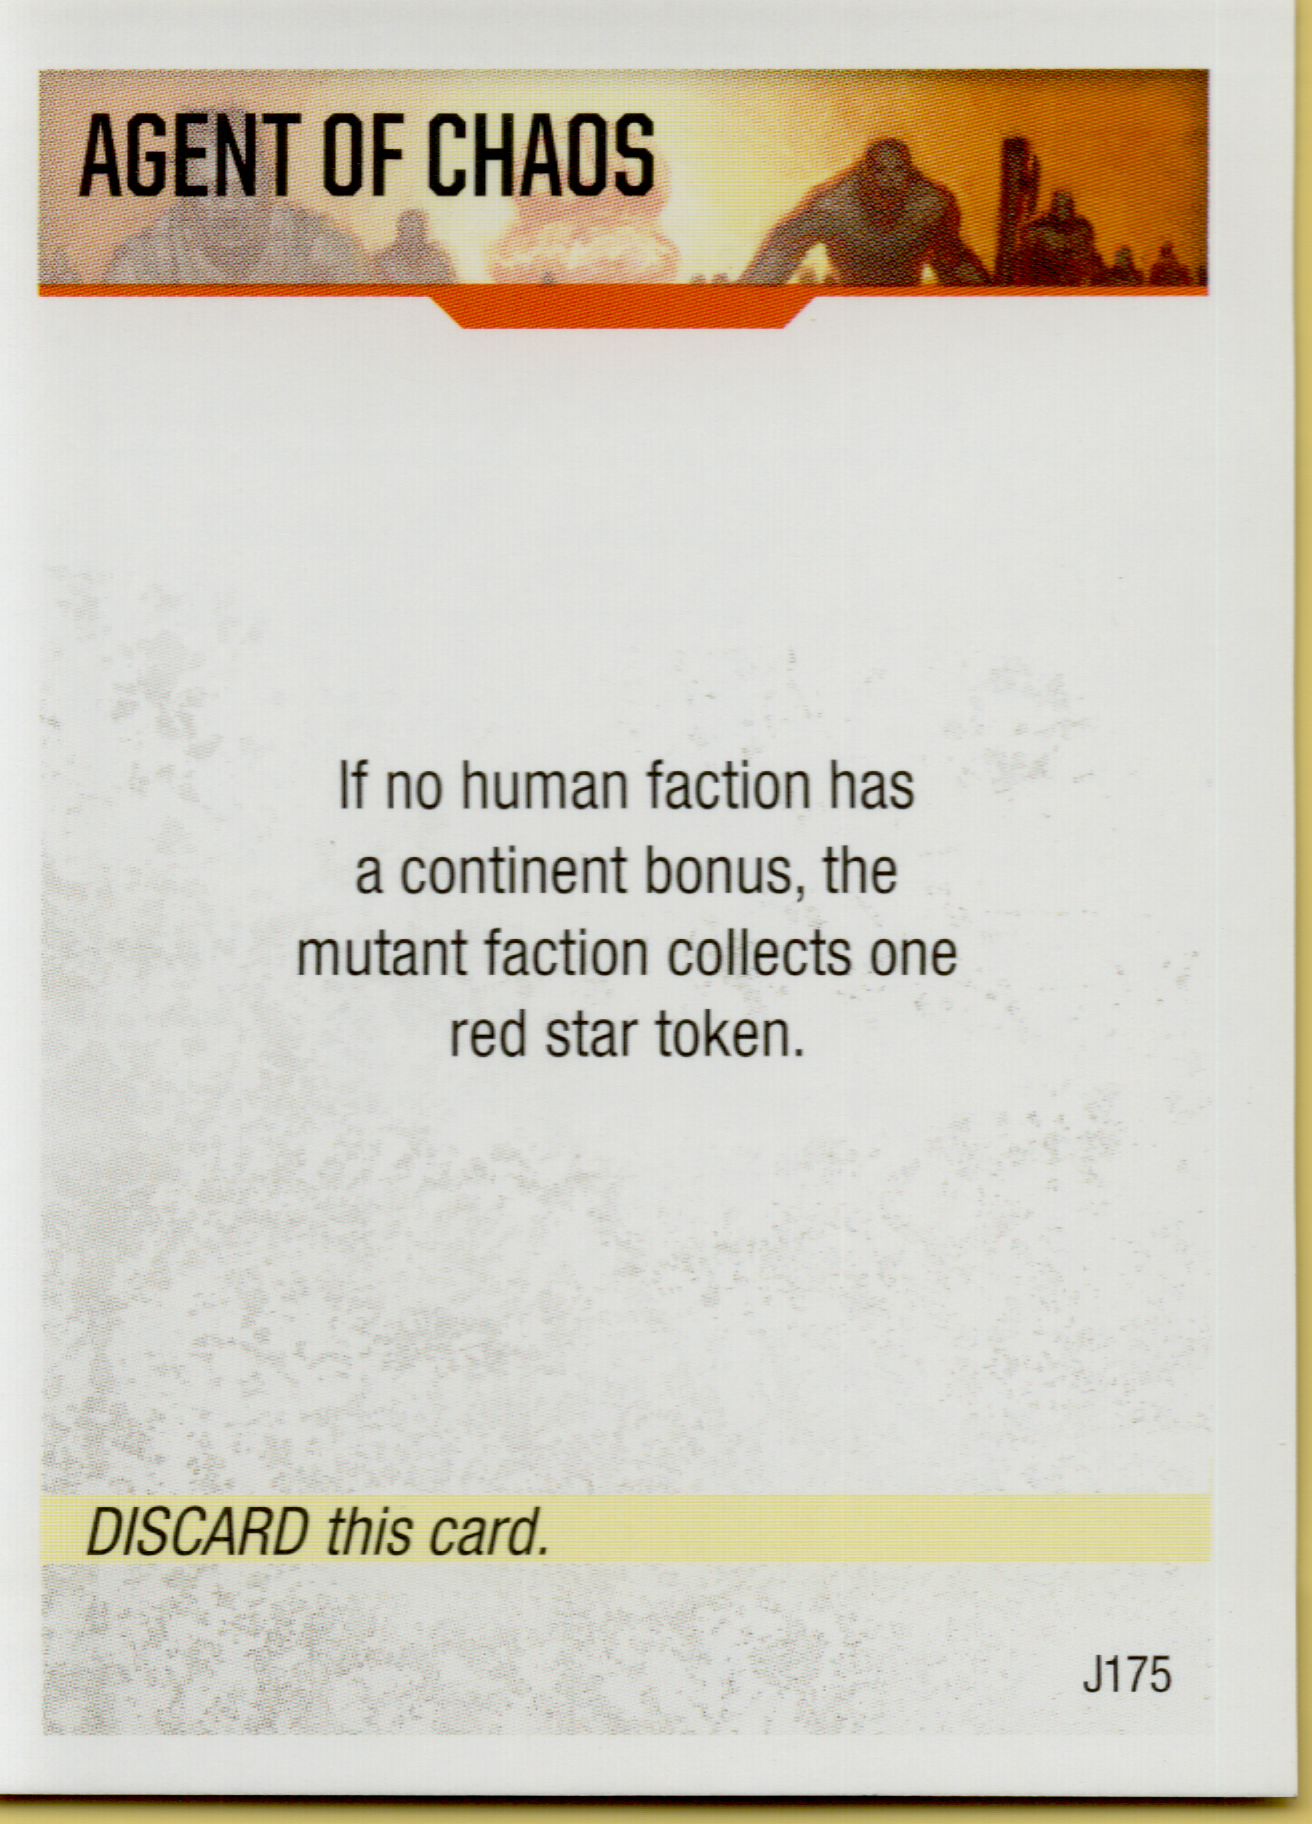 AGENT OF CHAOS
If no human faction has
a continent bonus, the
mutant faction collects one
red star token.
DISCARD this card.
J175